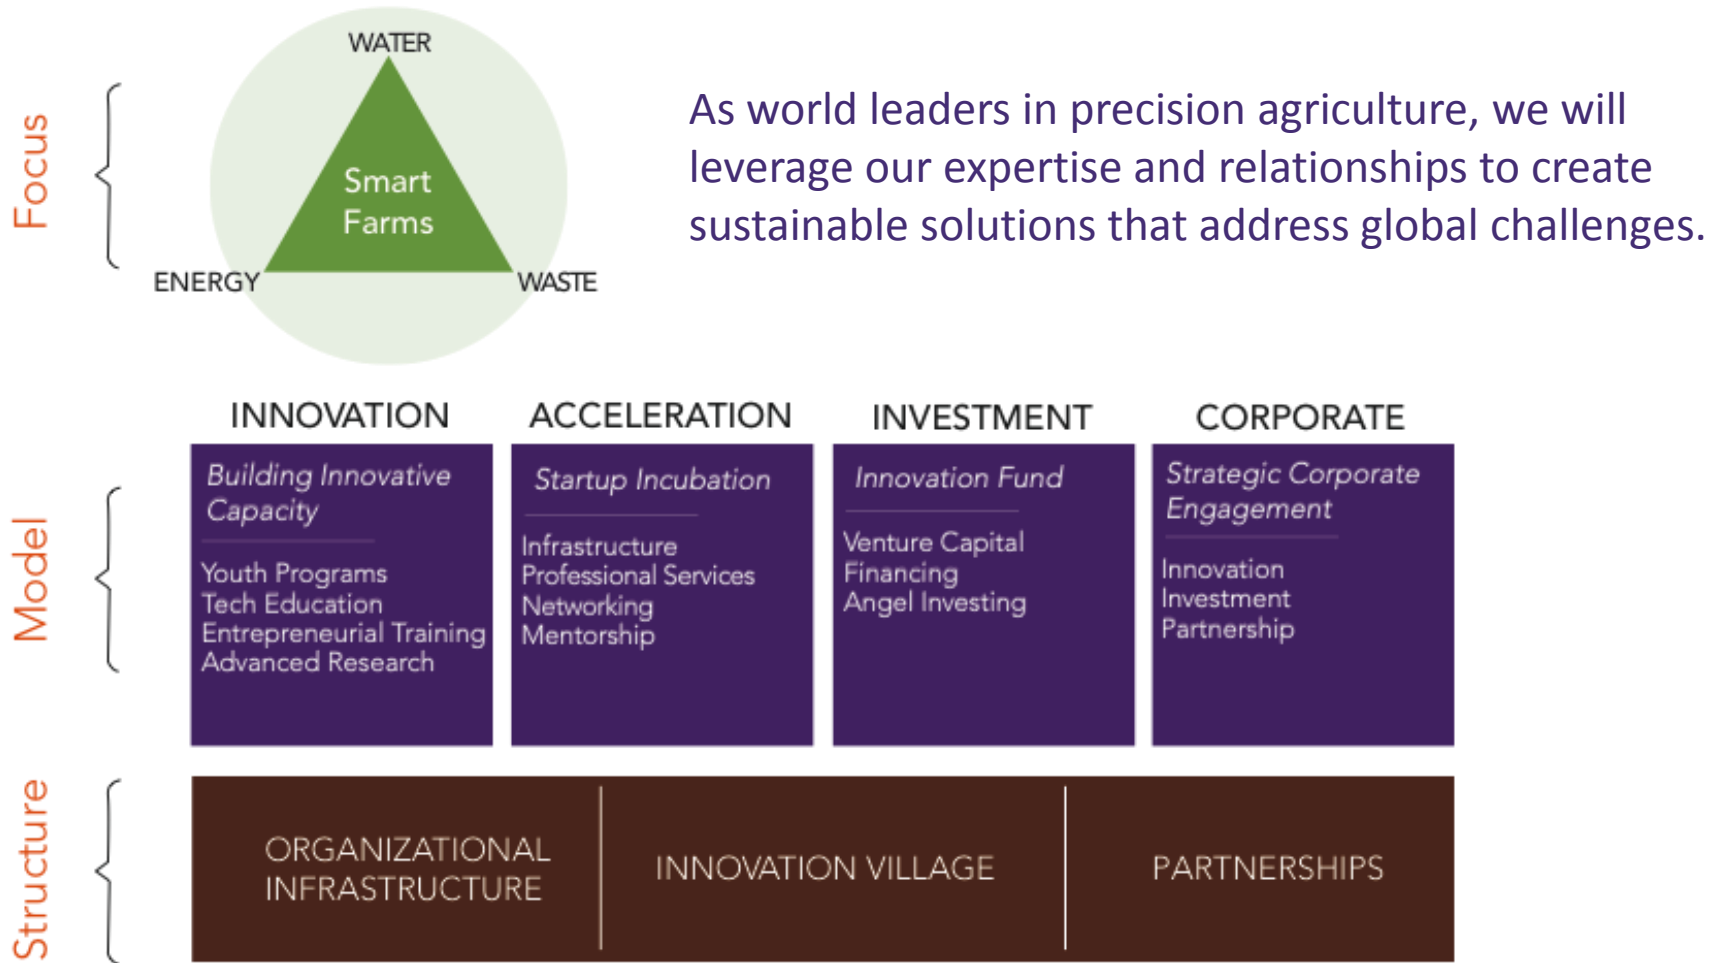 Focus
WATER
Smart
Farms
ENERGY
WASTE
As world leaders in precision agriculture, we will
leverage our expertise and relationships to create
sustainable solutions that address global challenges.
Model
INNOVATION
Building Innovative
Capacity
Youth Programs
Tech Education
Entrepreneurial Training
Advanced Research
ACCELERATION
Startup Incubation
Infrastructure
Professional Services
Networking
Mentorship
INVESTMENT
Innovation Fund
Venture Capital
Financing
Angel Investing
CORPORATE
Strategic Corporate
Engagement
Innovation
Investment
Partnership
Structure
ORGANIZATIONAL
INFRASTRUCTURE
INNOVATION VILLAGE
PARTNERSHIPS